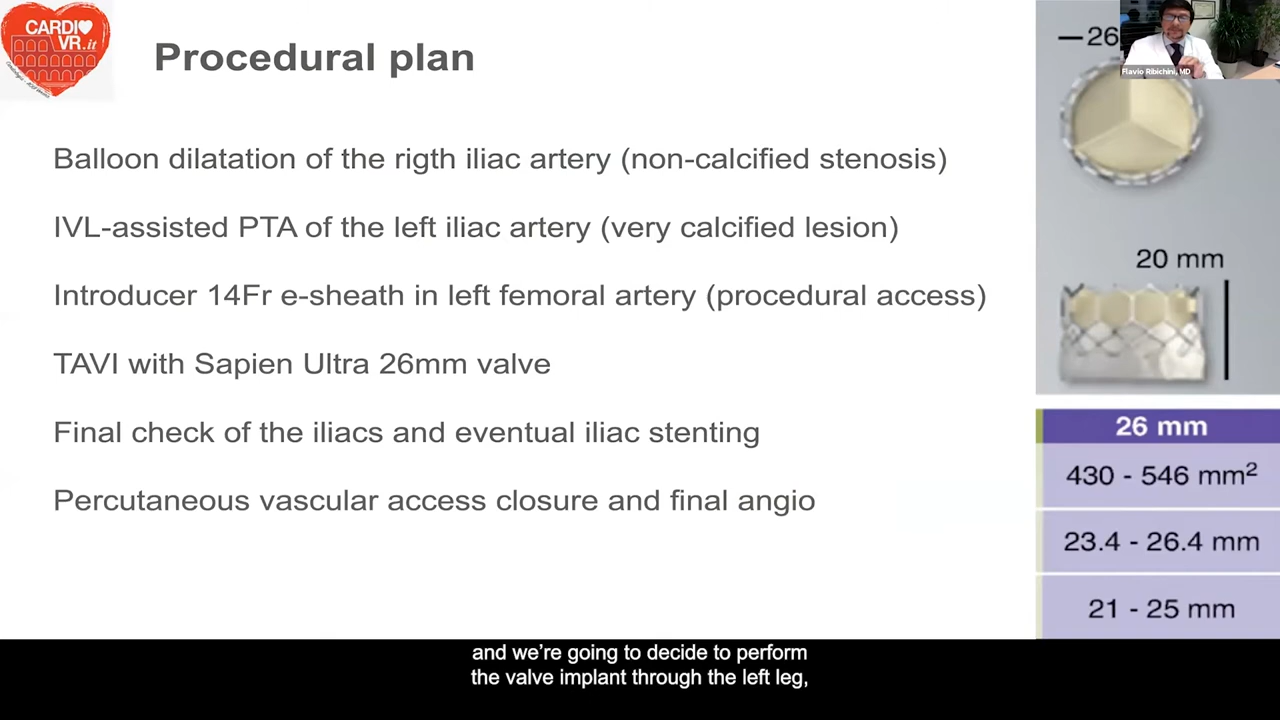 CARDI
VR.it
Procedural plan
Balloon dilatation of the rigth iliac artery (non-calcified stenosis)
IVL-assisted PTA of the left iliac artery (very calcified lesion)
Introducer 14Fr e-sheath in left femoral artery (procedural access)
TAVI with Sapien Ultra 26mm valve
Final check of the iliacs and eventual iliac stenting
Percutaneous vascular access closure and final angio
26
Flavio Ribichini, MD
20 mm
26 mm
430 - 546 mm²
23.4 - 26.4 mm
21 - 25 mm
and we’re going to decide to perform
the valve implant through the left leg,